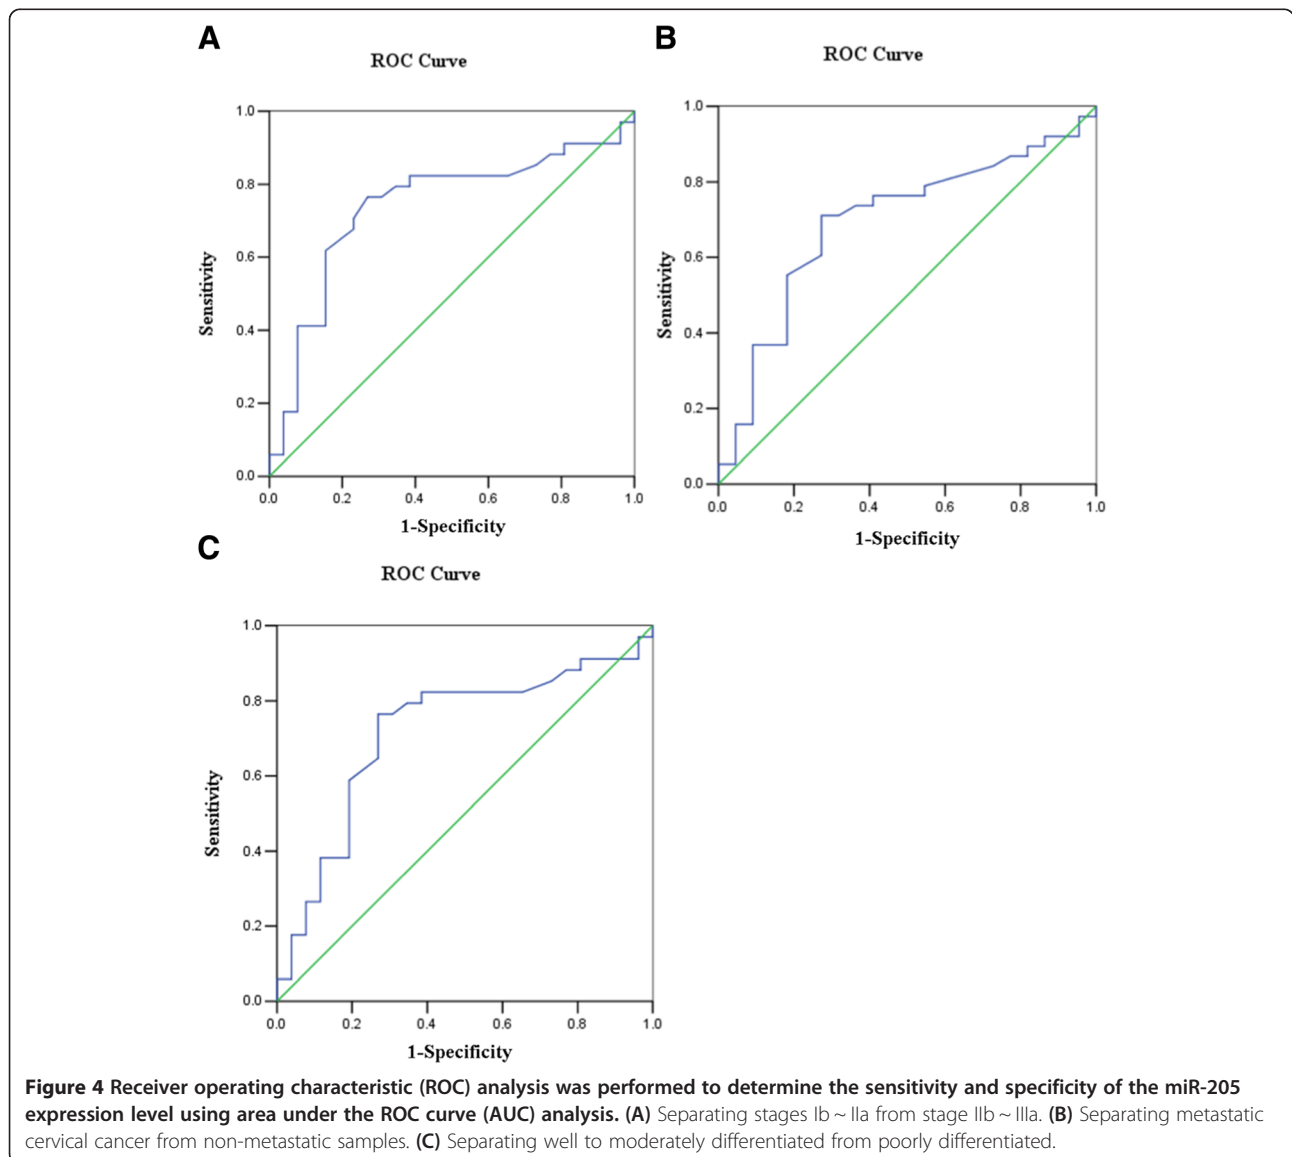 A
ROC Curve
1.0
0.8
0.6
0.4
0.2
0.0
Sensitivity
0.0 0.2 0.4 0.6 0.8 1.0
1-Specificity
B
ROC Curve
1.0
0.8
0.6
0.4
0.2
0.0
Sensitivity
0.0 0.2 0.4 0.6 0.8 1.0
1-Specificity
C
ROC Curve
1.0
0.8
0.6
0.4
0.2
0.0
Sensitivity
0.0 0.2 0.4 0.6 0.8 1.0
1-Specificity
Figure 4 Receiver operating characteristic (ROC) analysis was performed to determine the sensitivity and specificity of the miR-205
expression level using area under the ROC curve (AUC) analysis. (A) Separating stages Ib ~ IIa from stage IIb ~ IIIa. (B) Separating metastatic
cervical cancer from non-metastatic samples. (C) Separating well to moderately differentiated from poorly differentiated.